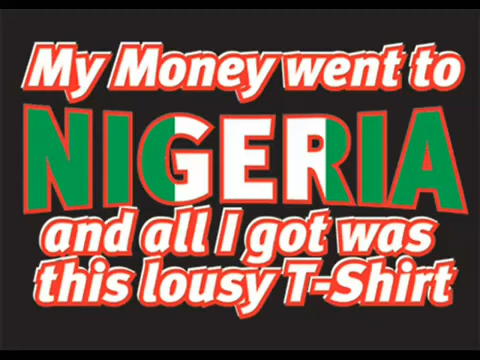 My Money went to
NIGERIA
and all I got was
this lousy T-Shirt